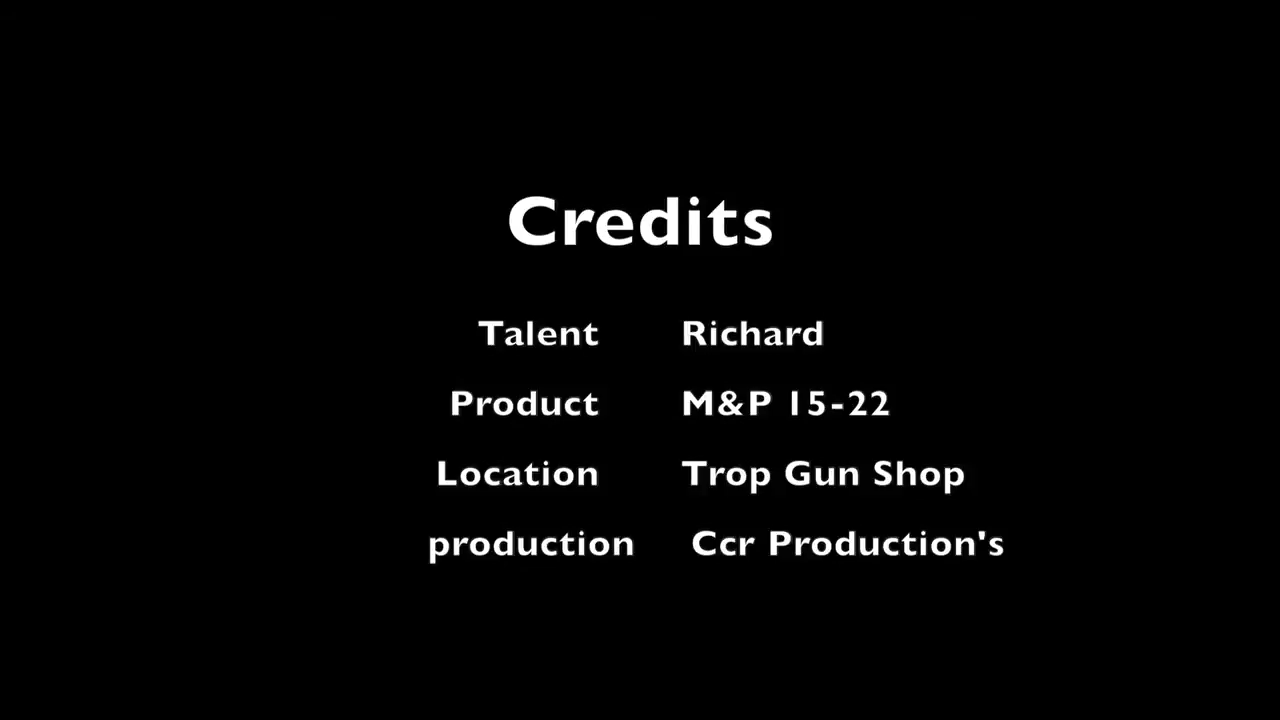 Credits
Talent Richard
Product M&P 15-22
Location Trop Gun Shop
production Ccr Production's